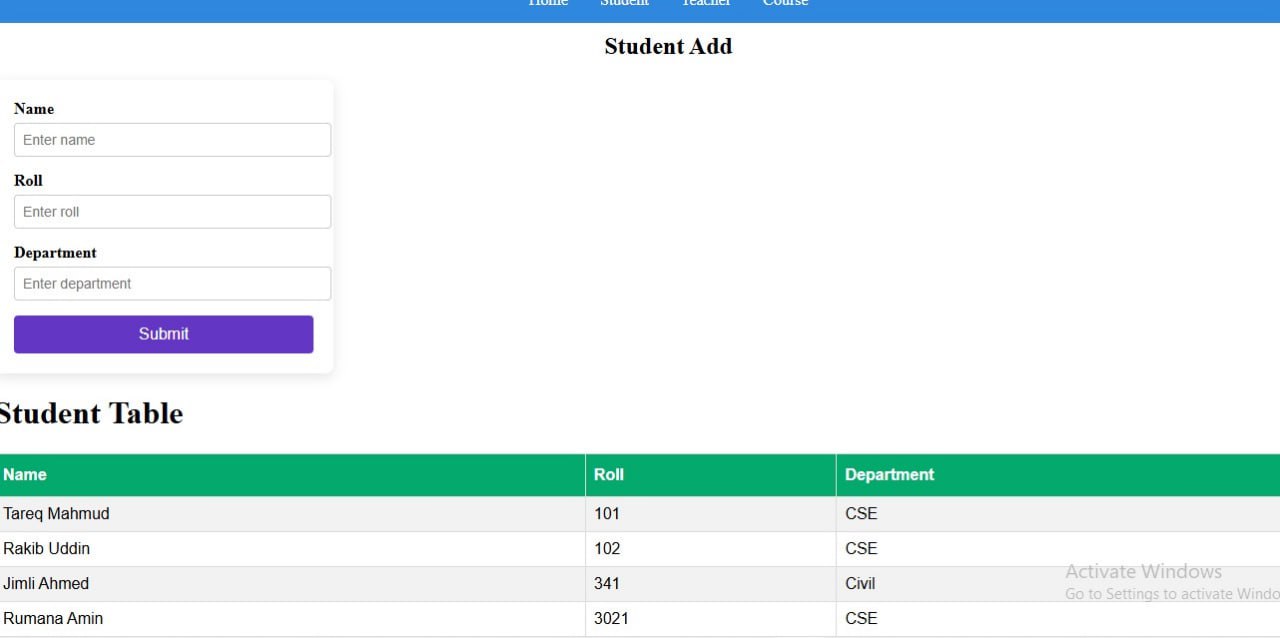 Home Student Teacher Course
Student Add
Name
Enter name
Roll
Enter roll
Department
Enter department
Submit
Student Table
Name Roll Department
Tareq Mahmud 101 CSE
Rakib Uddin 102 CSE
Jimli Ahmed 341 Civil
Rumana Amin 3021 CSE
Activate Windows
Go to Settings to activate Windo